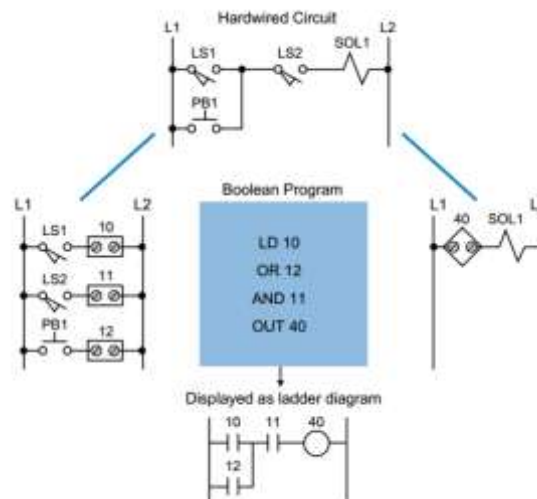 Hardwired Circuit
L1 L2
LS1 LS2 SOL1
PB1
L1 L2
LS1 10
LS2 11
PB1 12
Boolean Program
LD 10
OR 12
AND 11
OUT 40
L1
40 SOL1
Displayed as ladder diagram
10 11 40
12